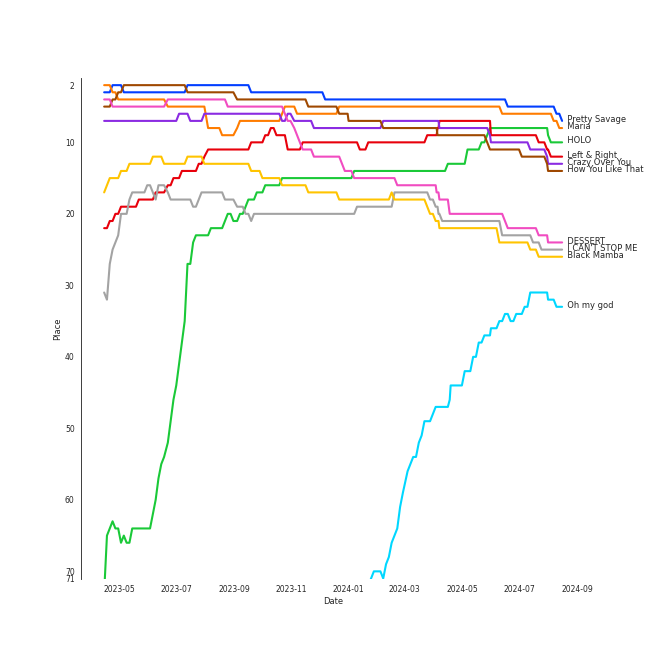 2
10
20
30
40
50
60
70
71
Place
Pretty Savage
Maria
HOLO
Left & Right
Crazy Over You
How You Like That
DESSERT
I CAN'T STOP ME
Black Mamba
Oh my god
2023-05
2023-07
2023-09
2023-11
2024-01
2024-03
2024-05
2024-07
2024-09
Date